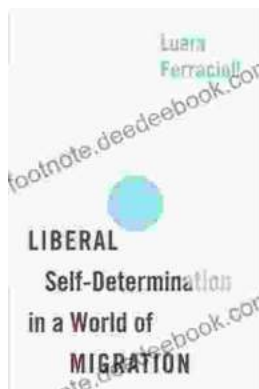 Luara
Ferracioli
footnote.deedeebook.com
LIBERAL
Self-Determination
in a World of
MIGRATION
footnote.deedeebook.com